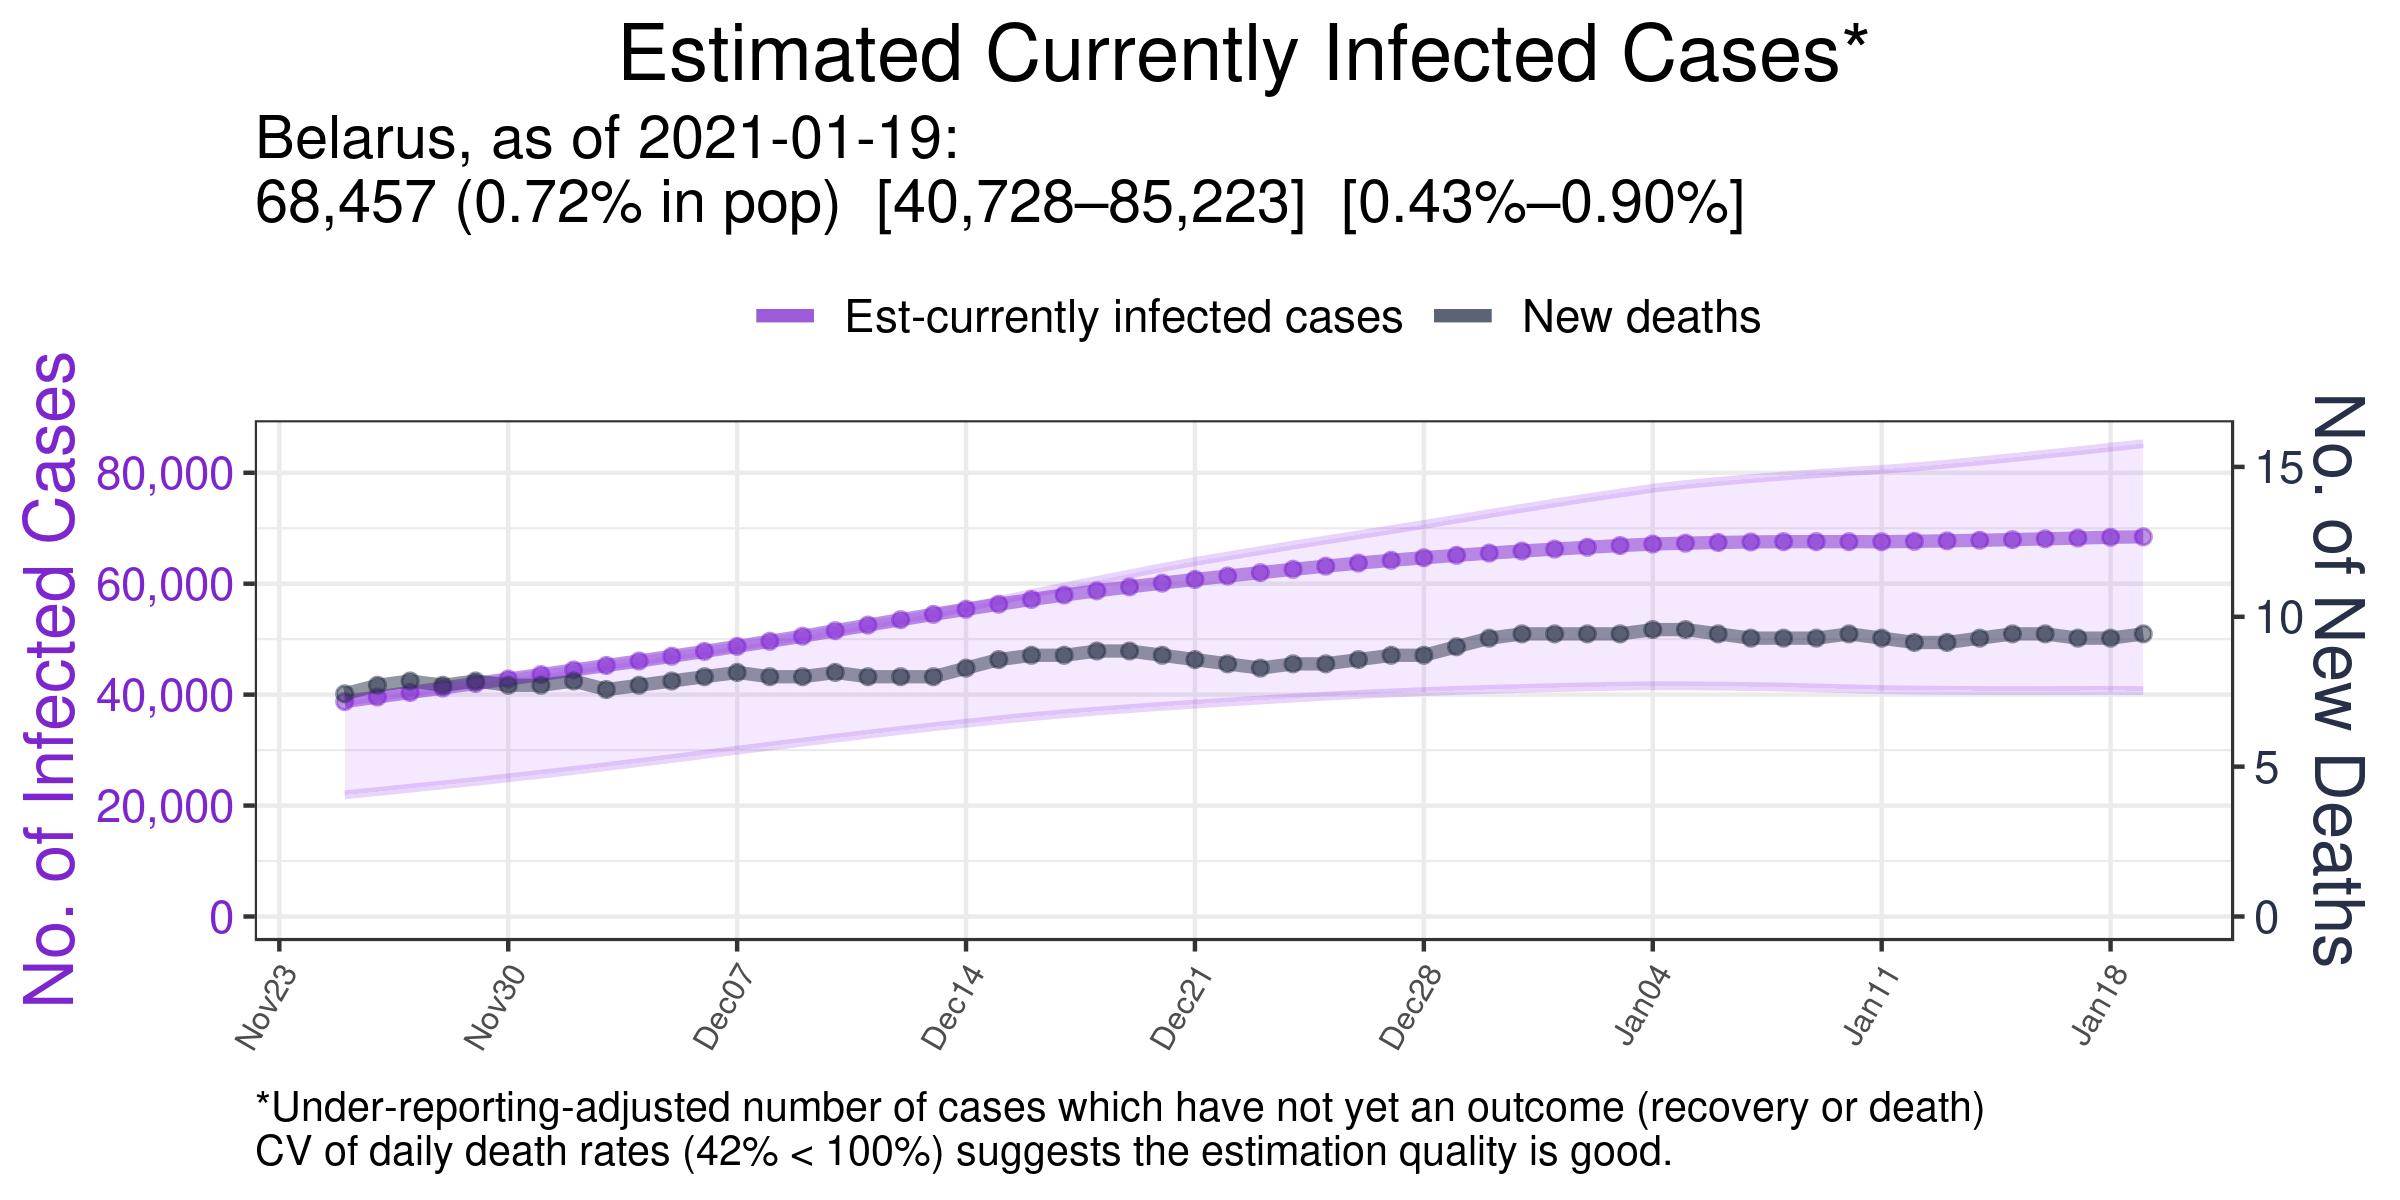 Estimated Currently Infected Cases*
Belarus, as of 2021-01-19:
68,457 (0.72% in pop)  [40,728–85,223]  [0.43%–0.90%]
Est-currently infected cases
New deaths
No. of Infected Cases
80,000
60,000
40,000
20,000
0
No. of New Deaths
15
10
5
0
Nov23
Nov30
Dec07
Dec14
Dec21
Dec28
Jan04
Jan11
Jan18
*Under-reporting-adjusted number of cases which have not yet an outcome (recovery or death)
CV of daily death rates (42% < 100%) suggests the estimation quality is good.